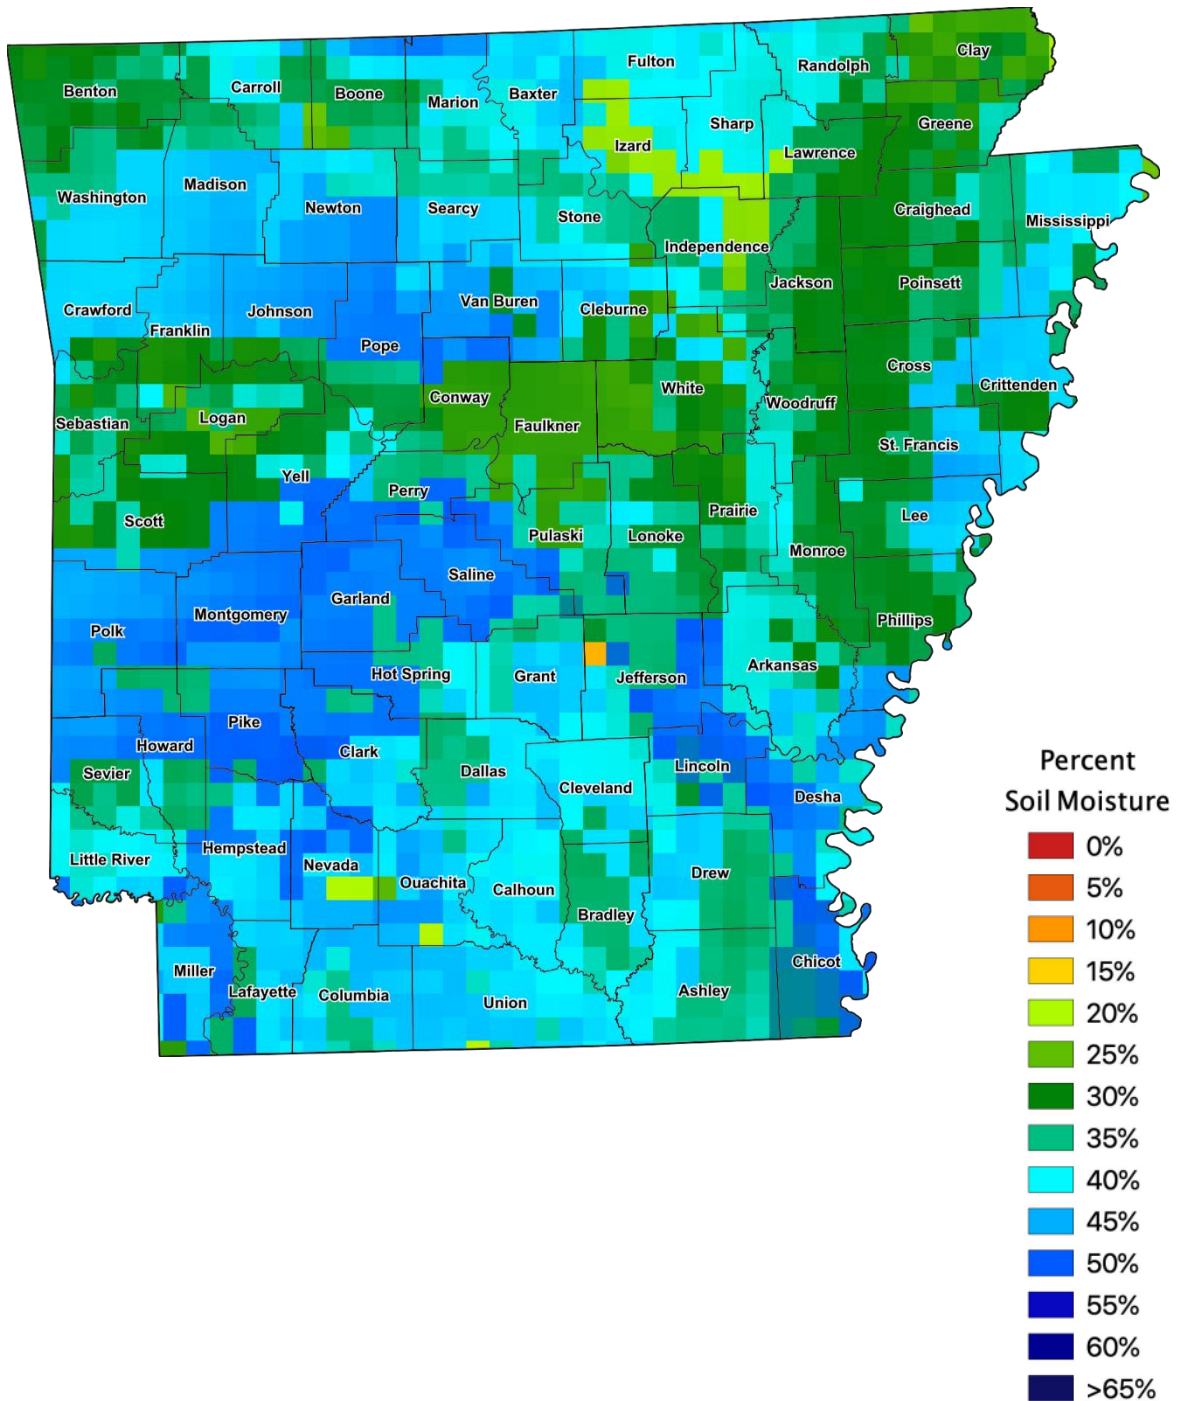 Clay
Fulton
Randolph
Benton
Carroll
Boone
Marion
Baxter
Sharp
Greene
Izard
Lawrence
Washington
Madison
Newton
Searcy
Stone
Craighead
Mississippi
Independence
Jackson
Poinsett
Crawford
Franklin
Johnson
Van Buren
Cleburne
Pope
Cross
Crittenden
White
Conway
Woodruff
Sebastian
Logan
Faulkner
St. Francis
Yell
Perry
Prairie
Lee
Scott
Pulaski
Lonoke
Monroe
Saline
Garland
Montgomery
Polk
Phillips
Arkansas
Hot Spring
Grant
Jefferson
Pike
Howard
Clark
Lincoln
Sevier
Dallas
Cleveland
Desha
Little River
Hempstead
Nevada
Ouachita
Calhoun
Drew
Bradley
Miller
Lafayette
Columbia
Union
Ashley
Chicot
Percent
Soil Moisture
0%
5%
10%
15%
20%
25%
30%
35%
40%
45%
50%
55%
60%
>65%